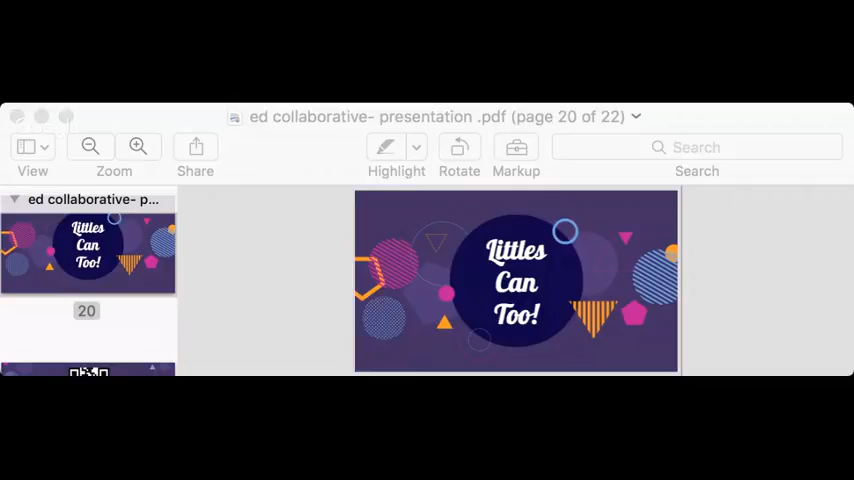 ed collaborative- presentation .pdf (page 20 of 22)
View
Zoom
Share
Highlight
Rotate
Markup
Search
Search
ed collaborative- p...
Littles
Can
Too!
20
Littles
Can
Too!